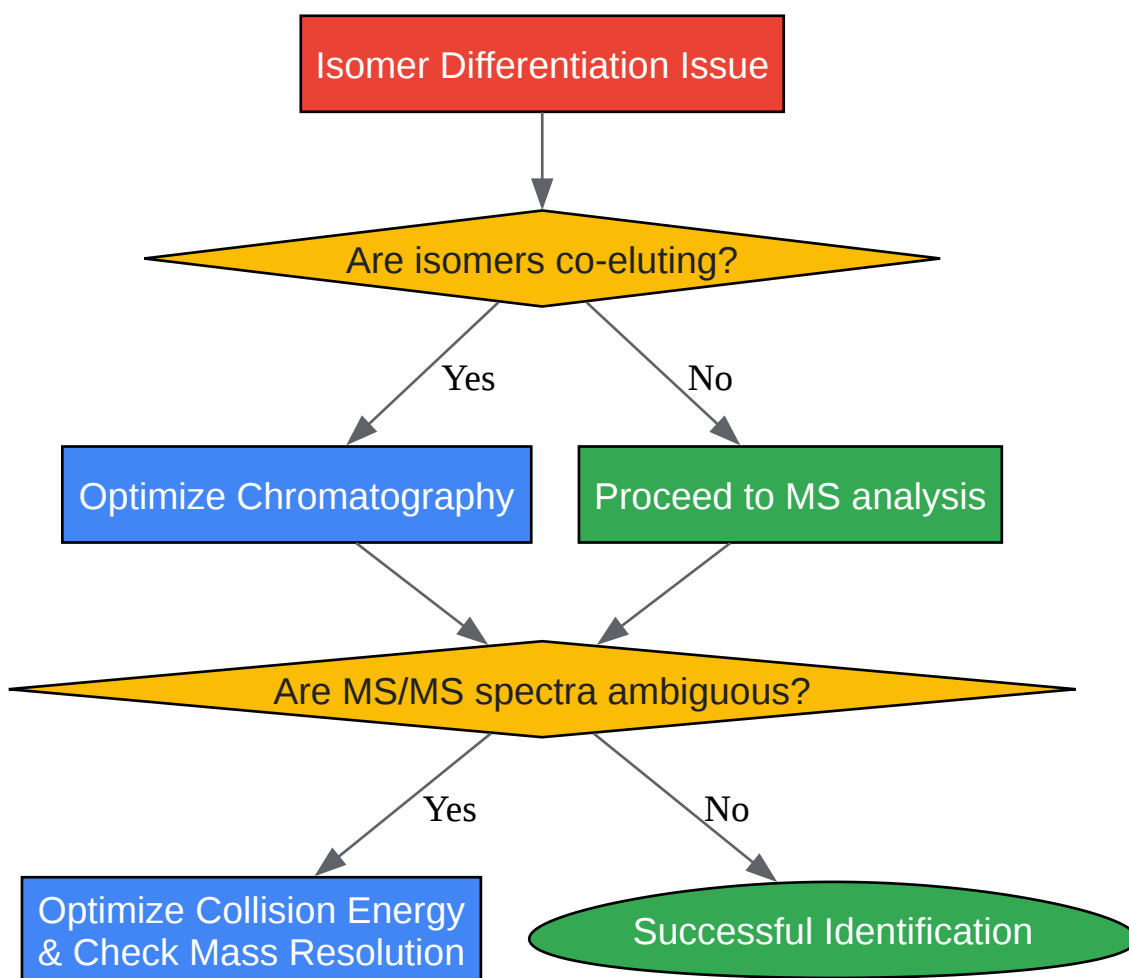 Isomer Differentiation Issue
Are isomers co-eluting?
Yes
No
Optimize Chromatography
Proceed to MS analysis
Are MS/MS spectra ambiguous?
Yes
No
Optimize Collision Energy
& Check Mass Resolution
Successful Identification